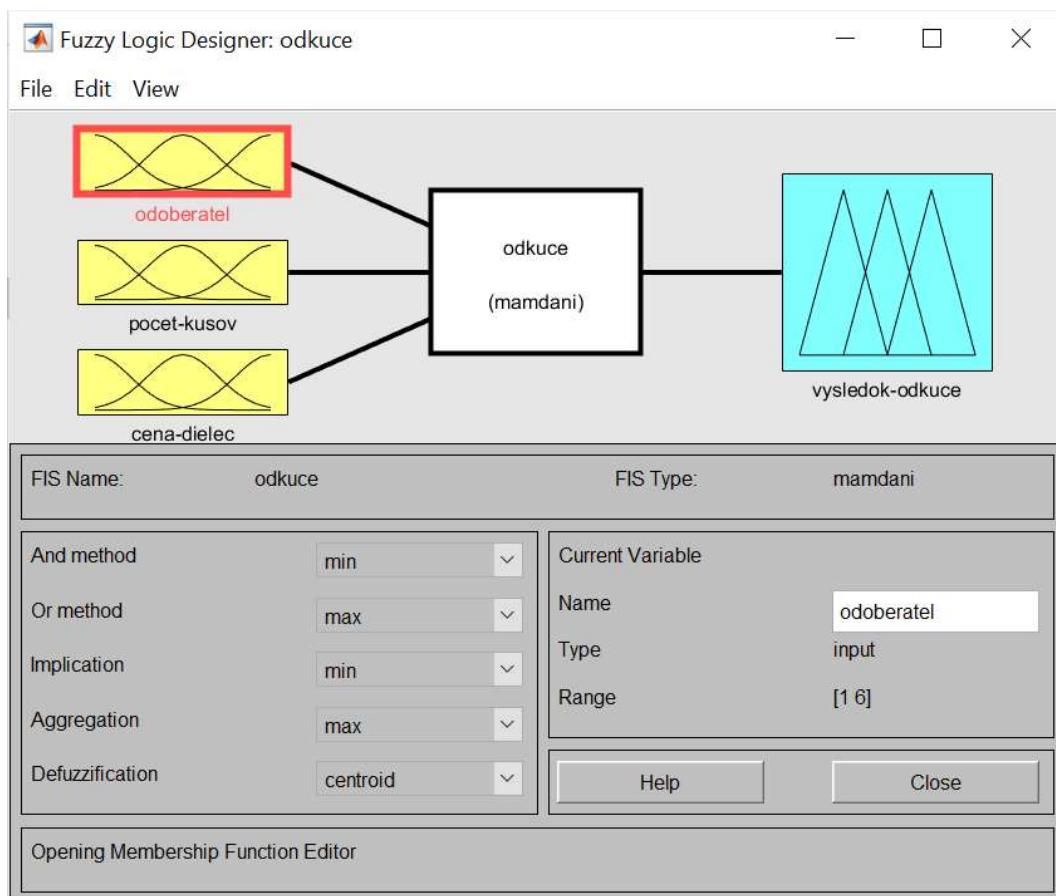 Fuzzy Logic Designer: odkuce
File Edit View
odoberatel
pocet-kusov
cena-dielec
odkuce
(mamdani)
vysledok-odkuce
FIS Name: odkuce FIS Type: mamdani
And method min
Or method max
Implication min
Aggregation max
Defuzzification centroid
Current Variable
Name odoberatel
Type input
Range [1 6]
Help Close
Opening Membership Function Editor